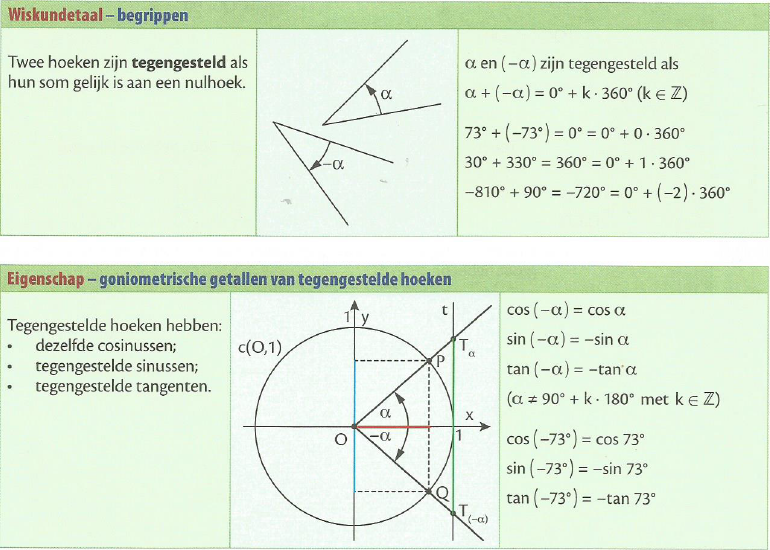 Wiskundetaal – begrippen
Twee hoeken zijn tegengesteld als
hun som gelijk is aan een nulhoek.
α
−α
α en (−α) zijn tegengesteld als
α + (−α) = 0° + k · 360° (k ∈ ℤ)
73° + (−73°) = 0° = 0° + 0 · 360°
30° + 330° = 360° = 0° + 1 · 360°
−810° + 90° = −720° = 0° + (−2) · 360°
Eigenschap – goniometrische getallen van tegengestelde hoeken
Tegengestelde hoeken hebben:
• dezelfde cosinussen;
• tegengestelde sinussen;
• tegengestelde tangenten.
1 y
t
c(O,1)
P
Tα
α
x
O
−α
1
Q
T(−α)
cos (−α) = cos α
sin (−α) = −sin α
tan (−α) = −tan α
(α ≠ 90° + k · 180° met k ∈ ℤ)
cos (−73°) = cos 73°
sin (−73°) = −sin 73°
tan (−73°) = −tan 73°